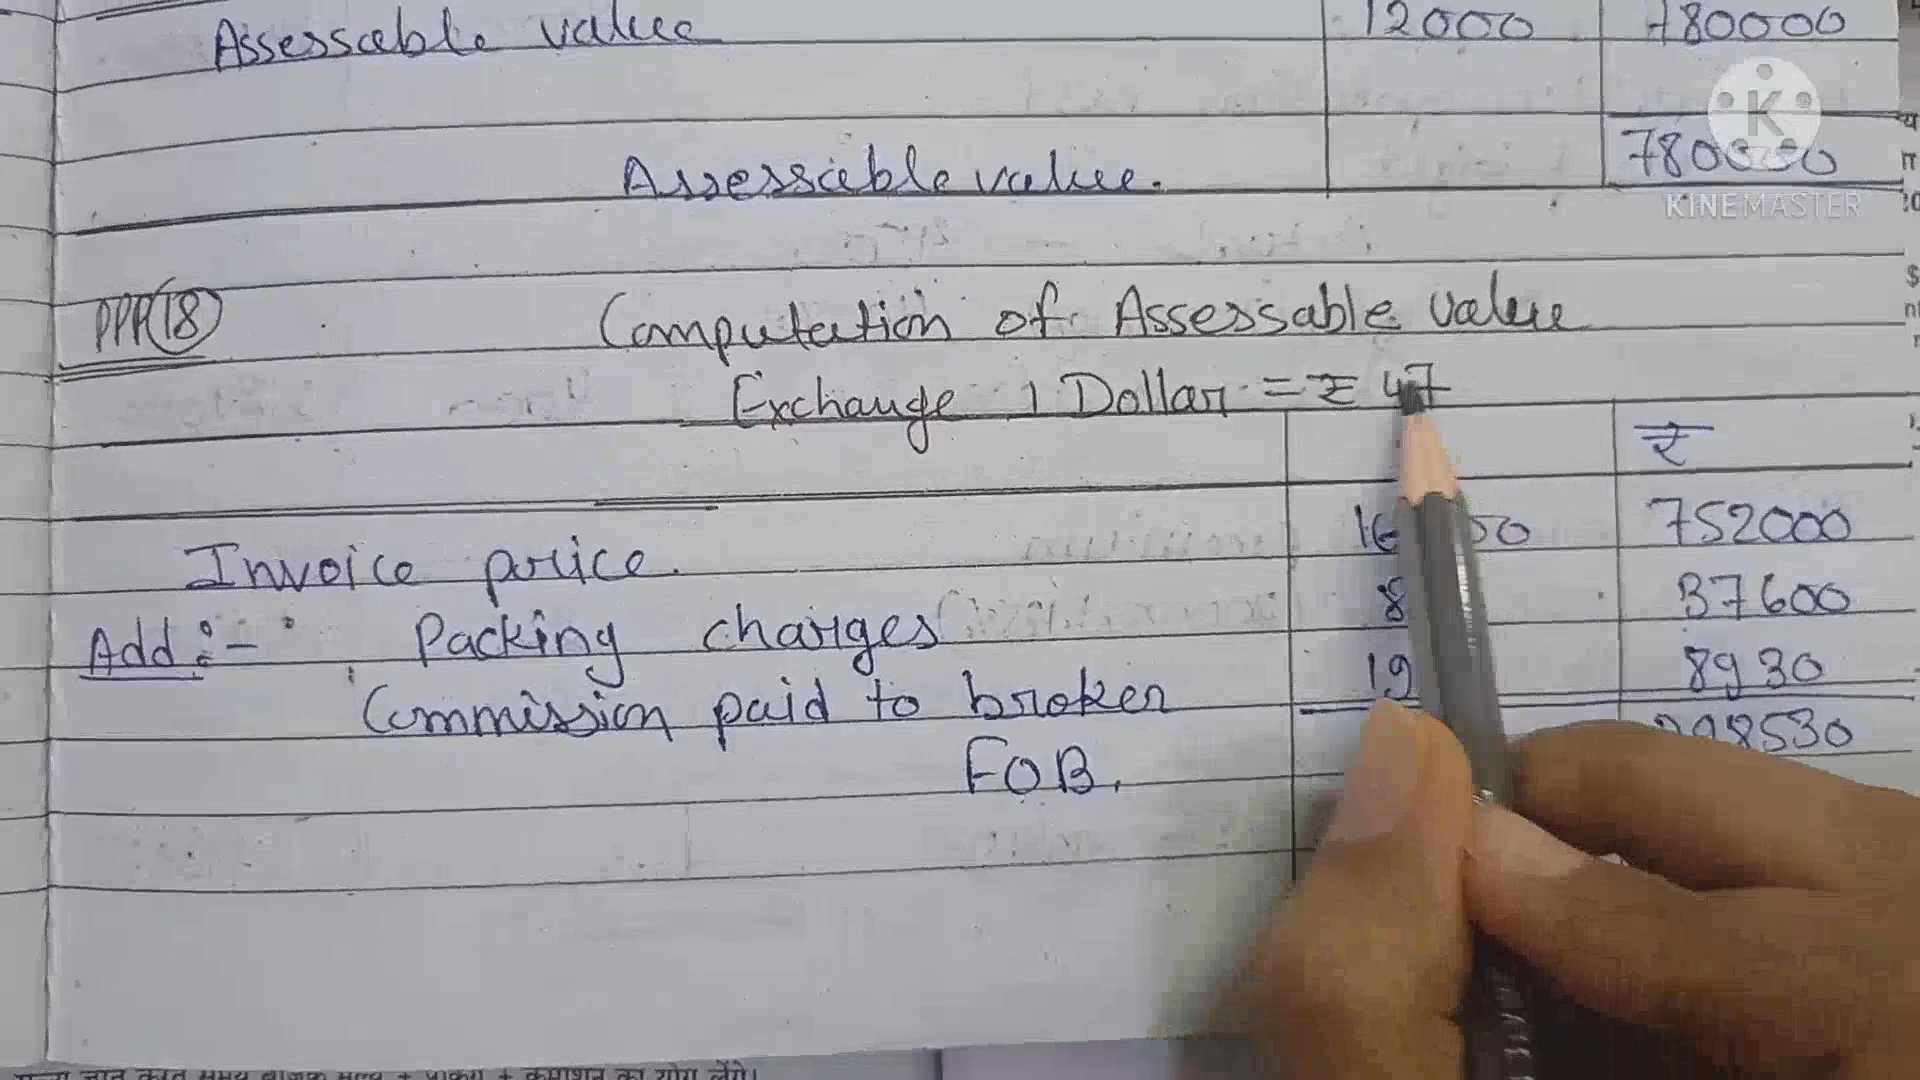 Assessable value 12000 780000
Assessable value. 780000
K
KINEMASTER
PPR(18) Computation of Assessable value
Exchange 1 Dollar = ₹ 47
₹
Invoice price. 752000
Add:- Packing charges 37600
Commission paid to broker 8930
FOB. 798530